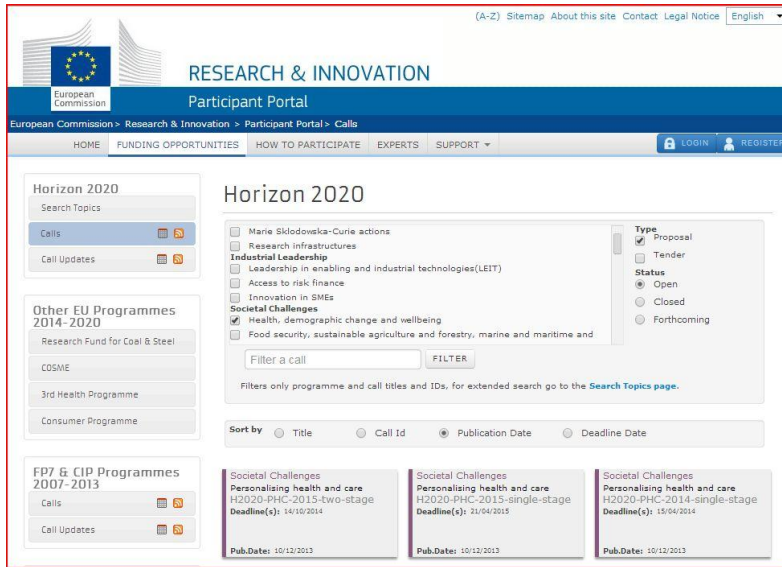 (A-Z) Sitemap About this site Contact Legal Notice English
European
Commission
RESEARCH & INNOVATION
Participant Portal
European Commission > Research & Innovation > Participant Portal > Calls
HOME FUNDING OPPORTUNITIES HOW TO PARTICIPATE EXPERTS SUPPORT LOGIN REGISTER
Horizon 2020
Search Topics
Calls
Call Updates
Other EU Programmes
2014-2020
Research Fund for Coal & Steel
COSME
3rd Health Programme
Consumer Programme
FP7 & CIP Programmes
2007-2013
Calls
Call Updates
Horizon 2020
Marie Sklodowska-Curie actions
Research infrastructures
Industrial Leadership
Leadership in enabling and industrial technologies(LEIT)
Access to risk finance
Innovation in SMEs
Societal Challenges
Health, demographic change and wellbeing
Food security, sustainable agriculture and forestry, marine and maritime and
Type
Proposal
Tender
Status
Open
Closed
Forthcoming
Filter a call FILTER
Filters only programme and call titles and IDs, for extended search go to the Search Topics page.
Sort by Title Call Id Publication Date Deadline Date
Societal Challenges
Personalising health and care
H2020-PHC-2015-two-stage
Deadline(s): 14/10/2014
Pub.Date: 10/12/2013
Societal Challenges
Personalising health and care
H2020-PHC-2015-single-stage
Deadline(s): 21/04/2015
Pub.Date: 10/12/2013
Societal Challenges
Personalising health and care
H2020-PHC-2014-single-stage
Deadline(s): 15/04/2014
Pub.Date: 10/12/2013